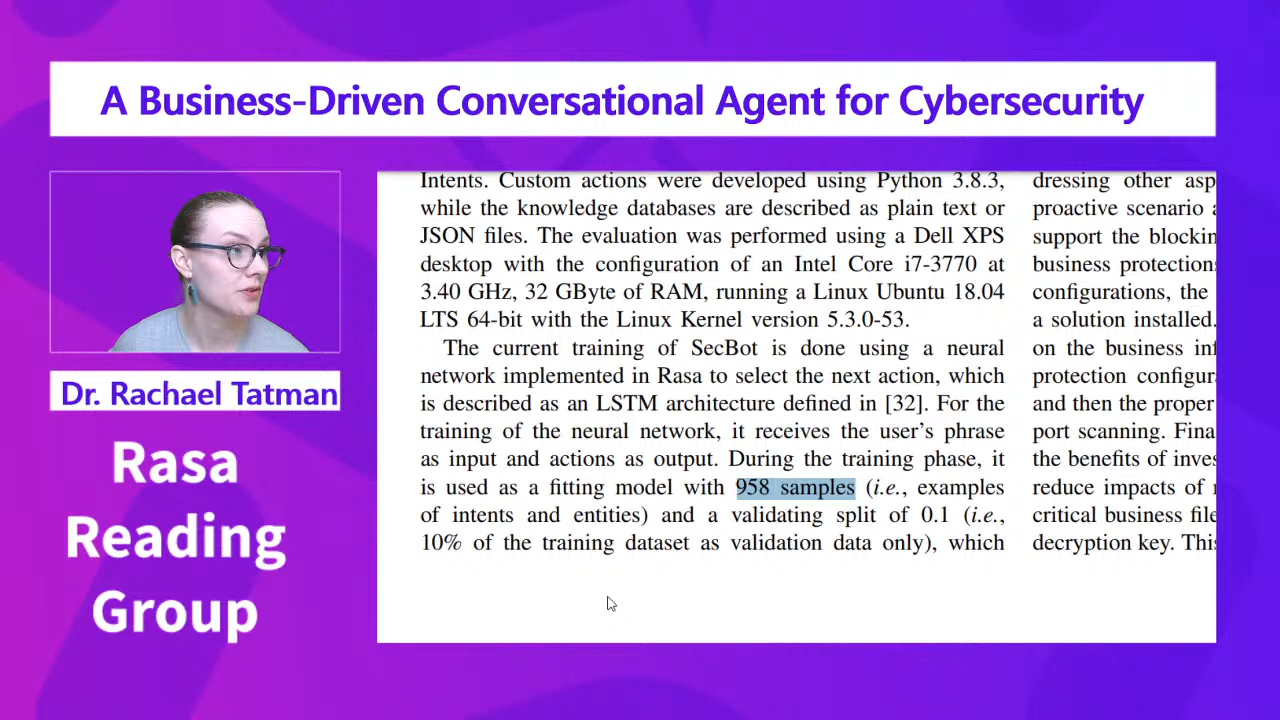 A Business-Driven Conversational Agent for Cybersecurity
Dr. Rachael Tatman
Rasa
Reading
Group
Intents. Custom actions were developed using Python 3.8.3,
while the knowledge databases are described as plain text or
JSON files. The evaluation was performed using a Dell XPS
desktop with the configuration of an Intel Core i7-3770 at
3.40 GHz, 32 GByte of RAM, running a Linux Ubuntu 18.04
LTS 64-bit with the Linux Kernel version 5.3.0-53.
The current training of SecBot is done using a neural
network implemented in Rasa to select the next action, which
is described as an LSTM architecture defined in [32]. For the
training of the neural network, it receives the user's phrase
as input and actions as output. During the training phase, it
is used as a fitting model with 958 samples (i.e., examples
of intents and entities) and a validating split of 0.1 (i.e.,
10% of the training dataset as validation data only), which
dressing other asp
proactive scenario
support the blockin
business protection
configurations, the
a solution installed.
on the business inf
protection configur
and then the proper
port scanning. Fina
the benefits of inves
reduce impacts of
critical business file
decryption key. This